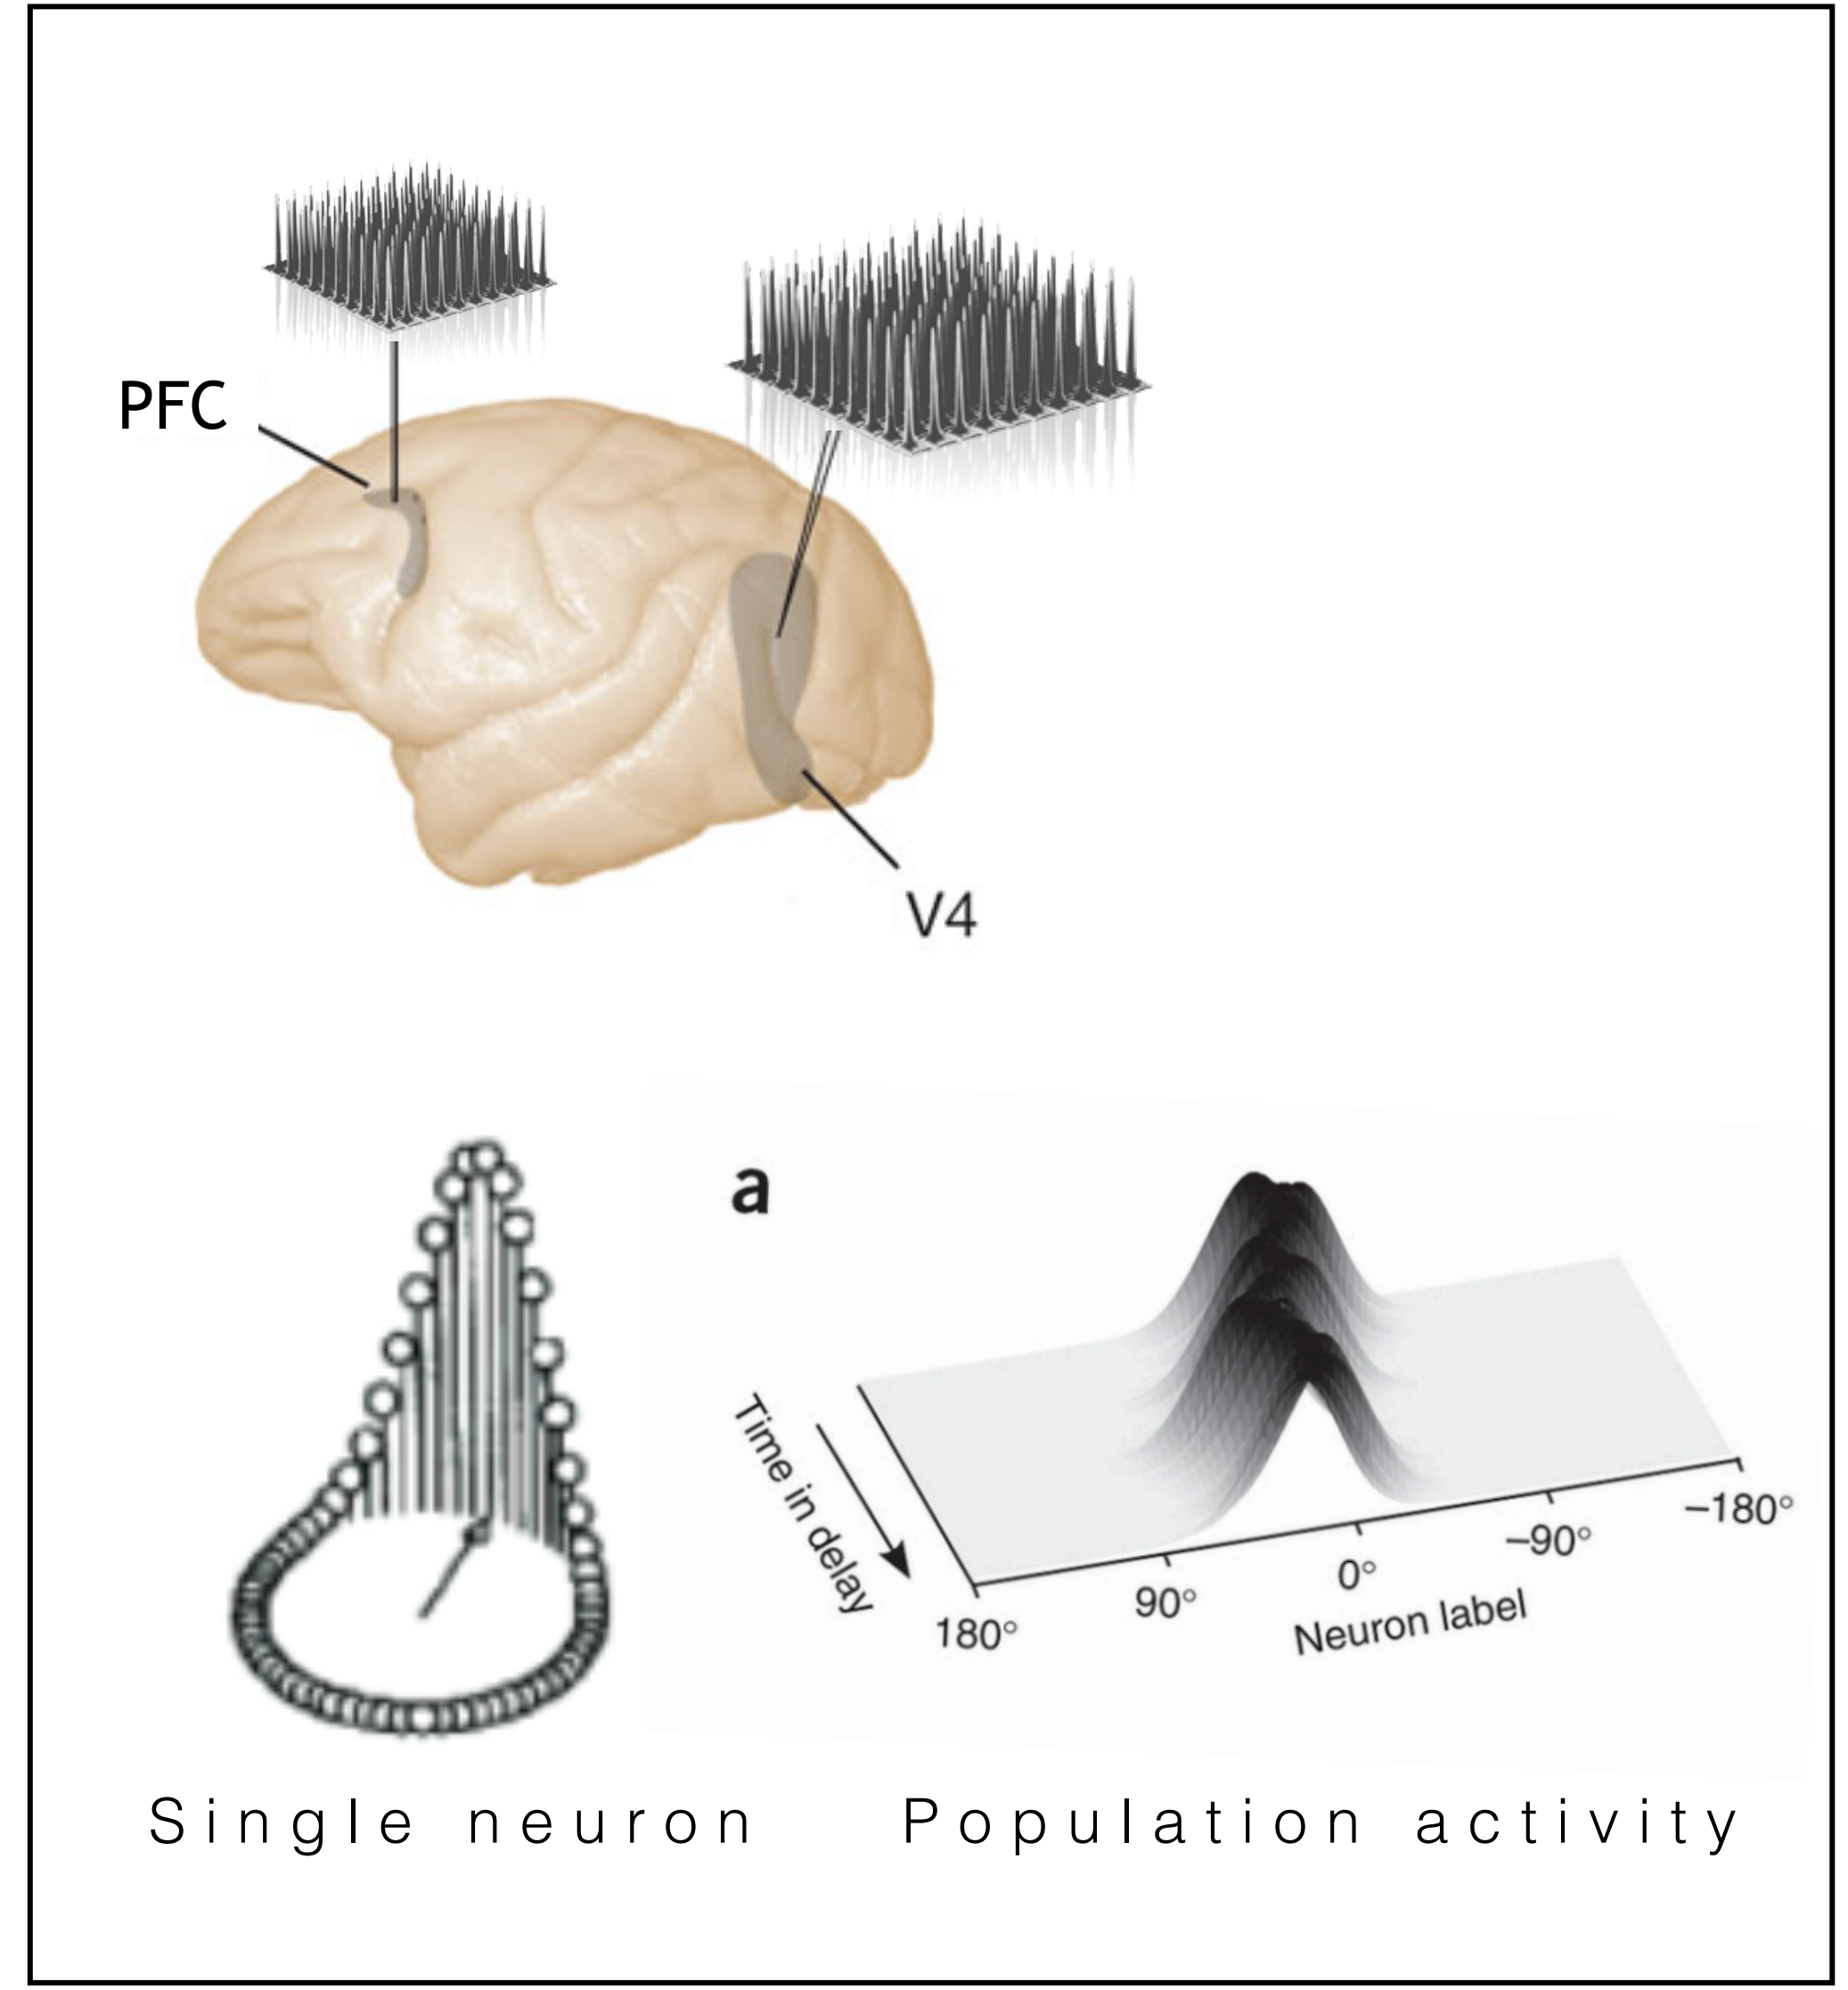 PFC
V4
a
Time in delay
180°
90°
0°
−90°
−180°
Neuron label
Single neuron
Population activity